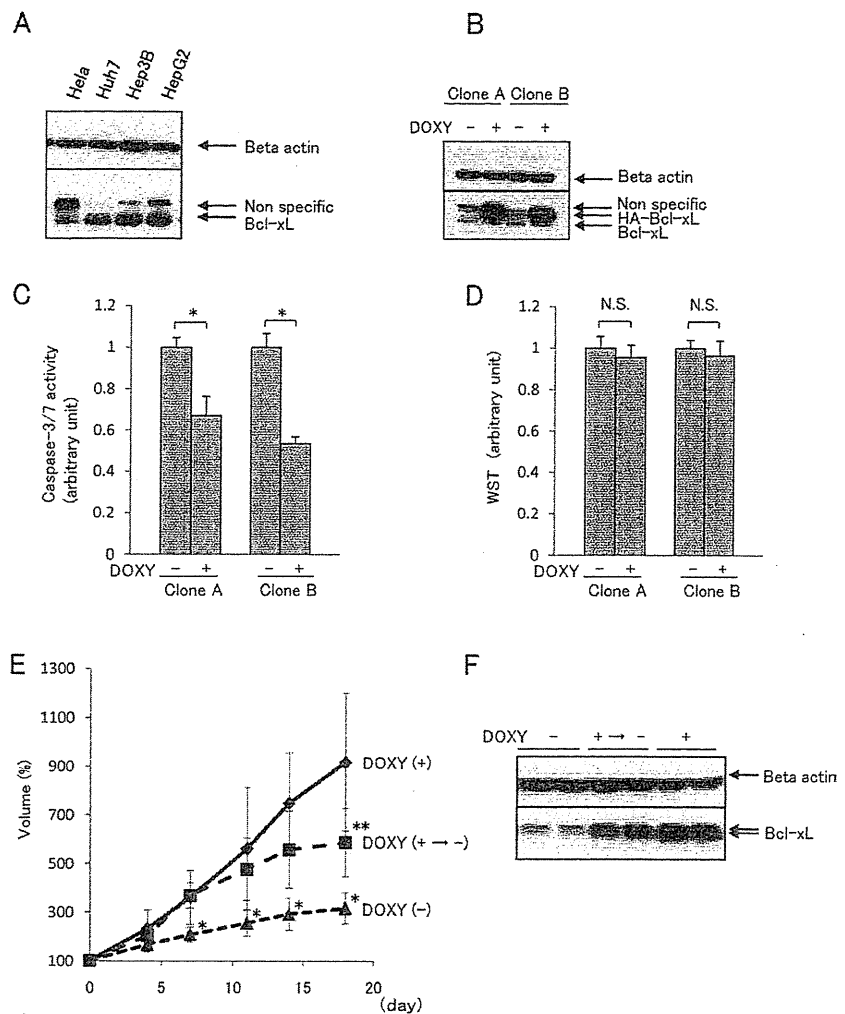 A
Hela Huh7 Hep3B HepG2
Beta actin
Non specific
Bcl-xL
B
Clone A Clone B
DOXY - + - +
Beta actin
Non specific
HA-Bcl-xL
Bcl-xL
C
Caspase-3/7 activity
(arbitrary unit)
1.2
1
0.8
0.6
0.4
0.2
0
* *
DOXY - + - +
Clone A Clone B
D
WST (arbitrary unit)
1.2
1
0.8
0.6
0.4
0.2
0
N.S. N.S.
DOXY - + - +
Clone A Clone B
E
Volume (%)
1300
1100
900
700
500
300
100
DOXY (+)
**
DOXY (+ → -)
* * * *
DOXY (-)
0 5 10 15 20
(day)
F
DOXY - + → - +
Beta actin
Bcl-xL